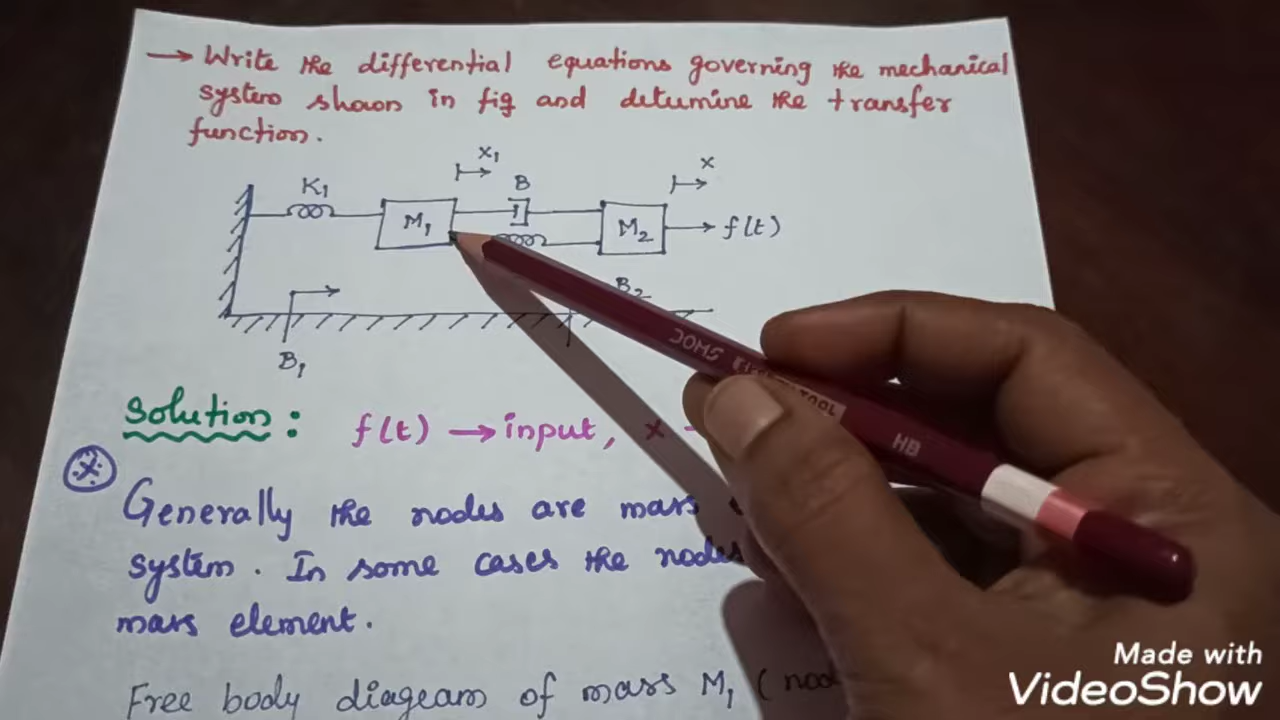 → Write the differential equations governing the mechanical
system shown in fig and detumine the transfer
function.
x₁
x
K₁
B
M₁
M₂
f(t)
B₂
B₁
Solution:
f(t) → input, x
Generally the nodes are mass
system. In some cases the nodes
mass element.
Free body diagram of mass M₁ (
JOMS
HB
Made with
VideoShow